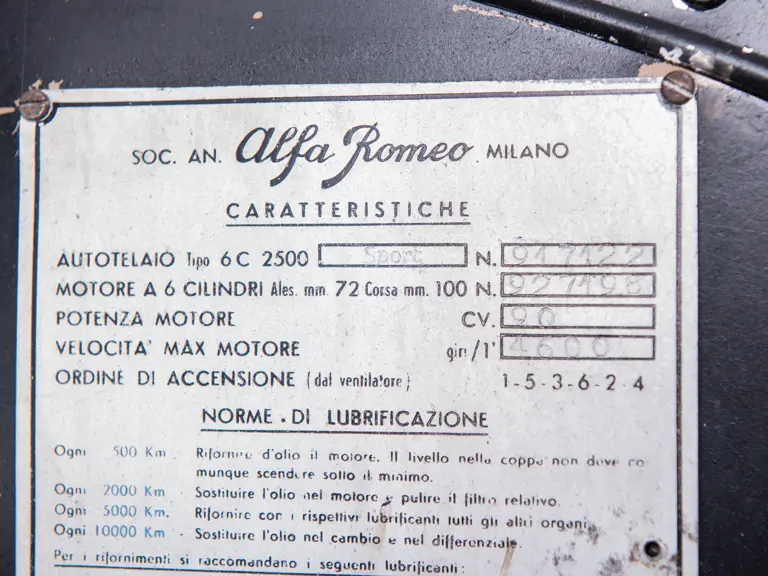 SOC. AN. Alfa Romeo MILANO
CARATTERISTICHE
AUTOTELAIO Tipo 6C 2500 Sport N. 917122
MOTORE A 6 CILINDRI Ales. mm. 72 Corsa mm. 100 N. 927195
POTENZA MOTORE CV. 90
VELOCITA' MAX MOTORE giri/1' 4600
ORDINE DI ACCENSIONE (dal ventilatore) 1-5-3-6-2-4
NORME DI LUBRIFICAZIONE
Ogni 500 Km - Rifornire d'olio il motore. Il livello nella coppa non deve co
munque scendere sotto il minimo.
Ogni 2000 Km - Sostituire l'olio nel motore e pulire il filtro relativo.
Ogni 5000 Km. - Rifornire con i rispettivi lubrificanti tutti gli altri organi.
Ogni 10000 Km - Sostituire l'olio nel cambio e nel differenziale.
Per i rifornimenti si raccomandano i seguenti lubrificanti: